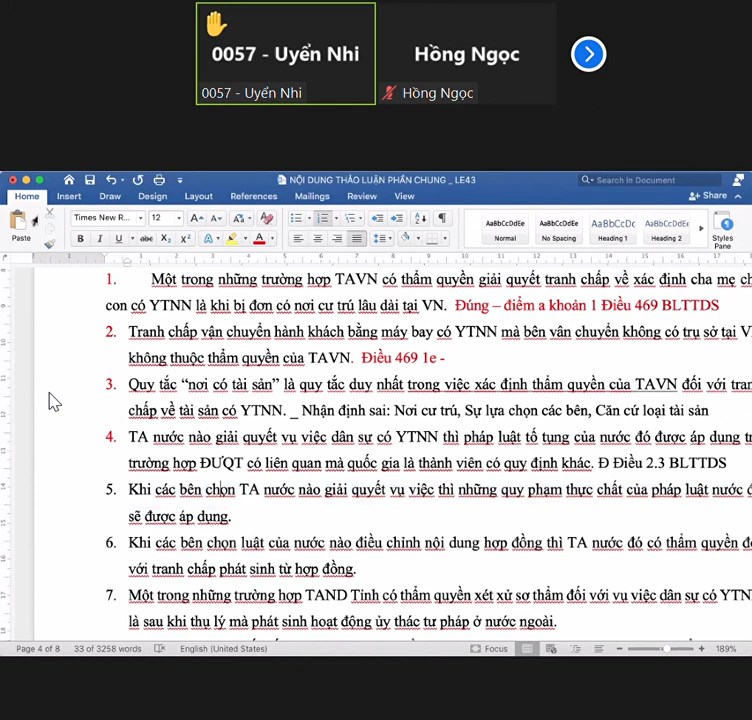 0057 - Uyển Nhi
Hồng Ngọc
0057 - Uyển Nhi
Hồng Ngọc
NỘI DUNG THẢO LUẬN PHẦN CHUNG _ LE43
Search in Document
Home Insert Draw Design Layout References Mailings Review View
Share
Paste
Times New R...
12
B I U abe X₂ X²
AaBbCcDdEe AaBbCcDdEe AaBbCcDc AaBbCcDdEe
Normal No Spacing Heading 1 Heading 2
Styles
Pane
1. Một trong những trường hợp TAVN có thẩm quyền giải quyết tranh chấp về xác định cha mẹ
con có YTNN là khi bị đơn có nơi cư trú lâu dài tại VN. Đúng – điểm a khoản 1 Điều 469 BLTTDS
2. Tranh chấp vận chuyển hành khách bằng máy bay có YTNN mà bên vân chuyển không có trụ sở tại
không thuộc thẩm quyền của TAVN. Điều 469 1e -
3. Quy tắc “nơi có tài sản” là quy tắc duy nhất trong việc xác định thẩm quyền của TAVN đối với
chấp về tài sản có YTNN. _ Nhận định sai: Nơi cư trú, Sự lựa chọn các bên, Căn cứ loại tài sản
4. TA nước nào giải quyết vụ việc dân sự có YTNN thì pháp luật tố tụng của nước đó được áp dụng
trường hợp ĐƯQT có liên quan mà quốc gia là thành viên có quy định khác. Đ Điều 2.3 BLTTDS
5. Khi các bên chọn TA nước nào giải quyết vụ việc thì những quy phạm thực chất của pháp luật nước
sẽ được áp dụng.
6. Khi các bên chọn luật của nước nào điều chỉnh nội dung hợp đồng thì TA nước đó có thẩm quyền
với tranh chấp phát sinh từ hợp đồng.
7. Một trong những trường hợp TAND Tỉnh có thẩm quyền xét xử sơ thẩm đối với vụ việc dân sự có YTN
là sau khi thụ lý mà phát sinh hoạt động ủy thác tư pháp ở nước ngoài.
Page 4 of 8 33 of 3258 words English (United States) Focus 189%